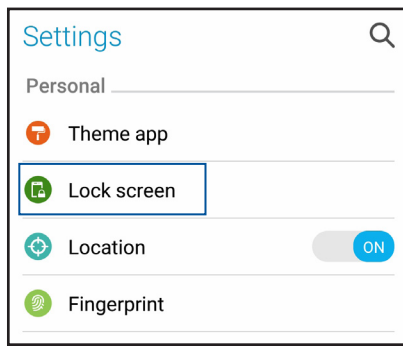 Settings
Personal
Theme app
Lock screen
Location ON
Fingerprint